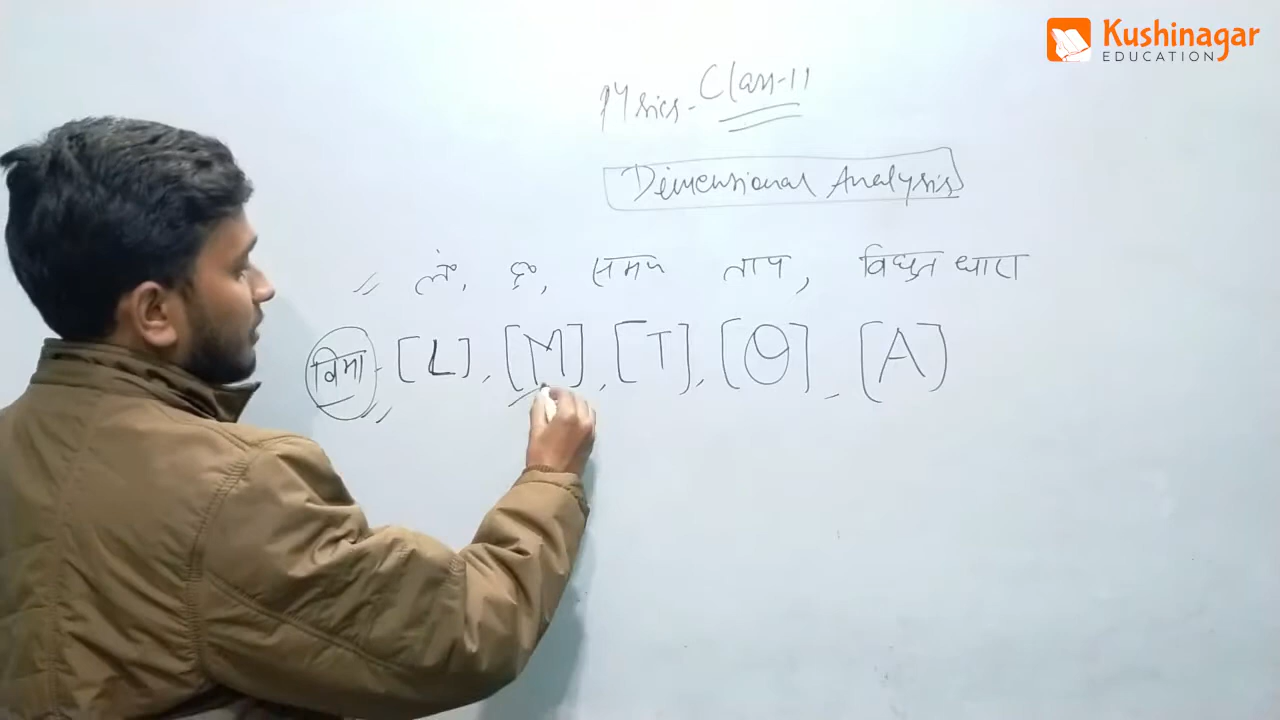 Kushinagar
EDUCATION
Physics - Class-11
Dimensional Analysis
लं०, द्र०, समय ताप, विधुत धारा
विमा - [L], [M], [T], [θ], [A]